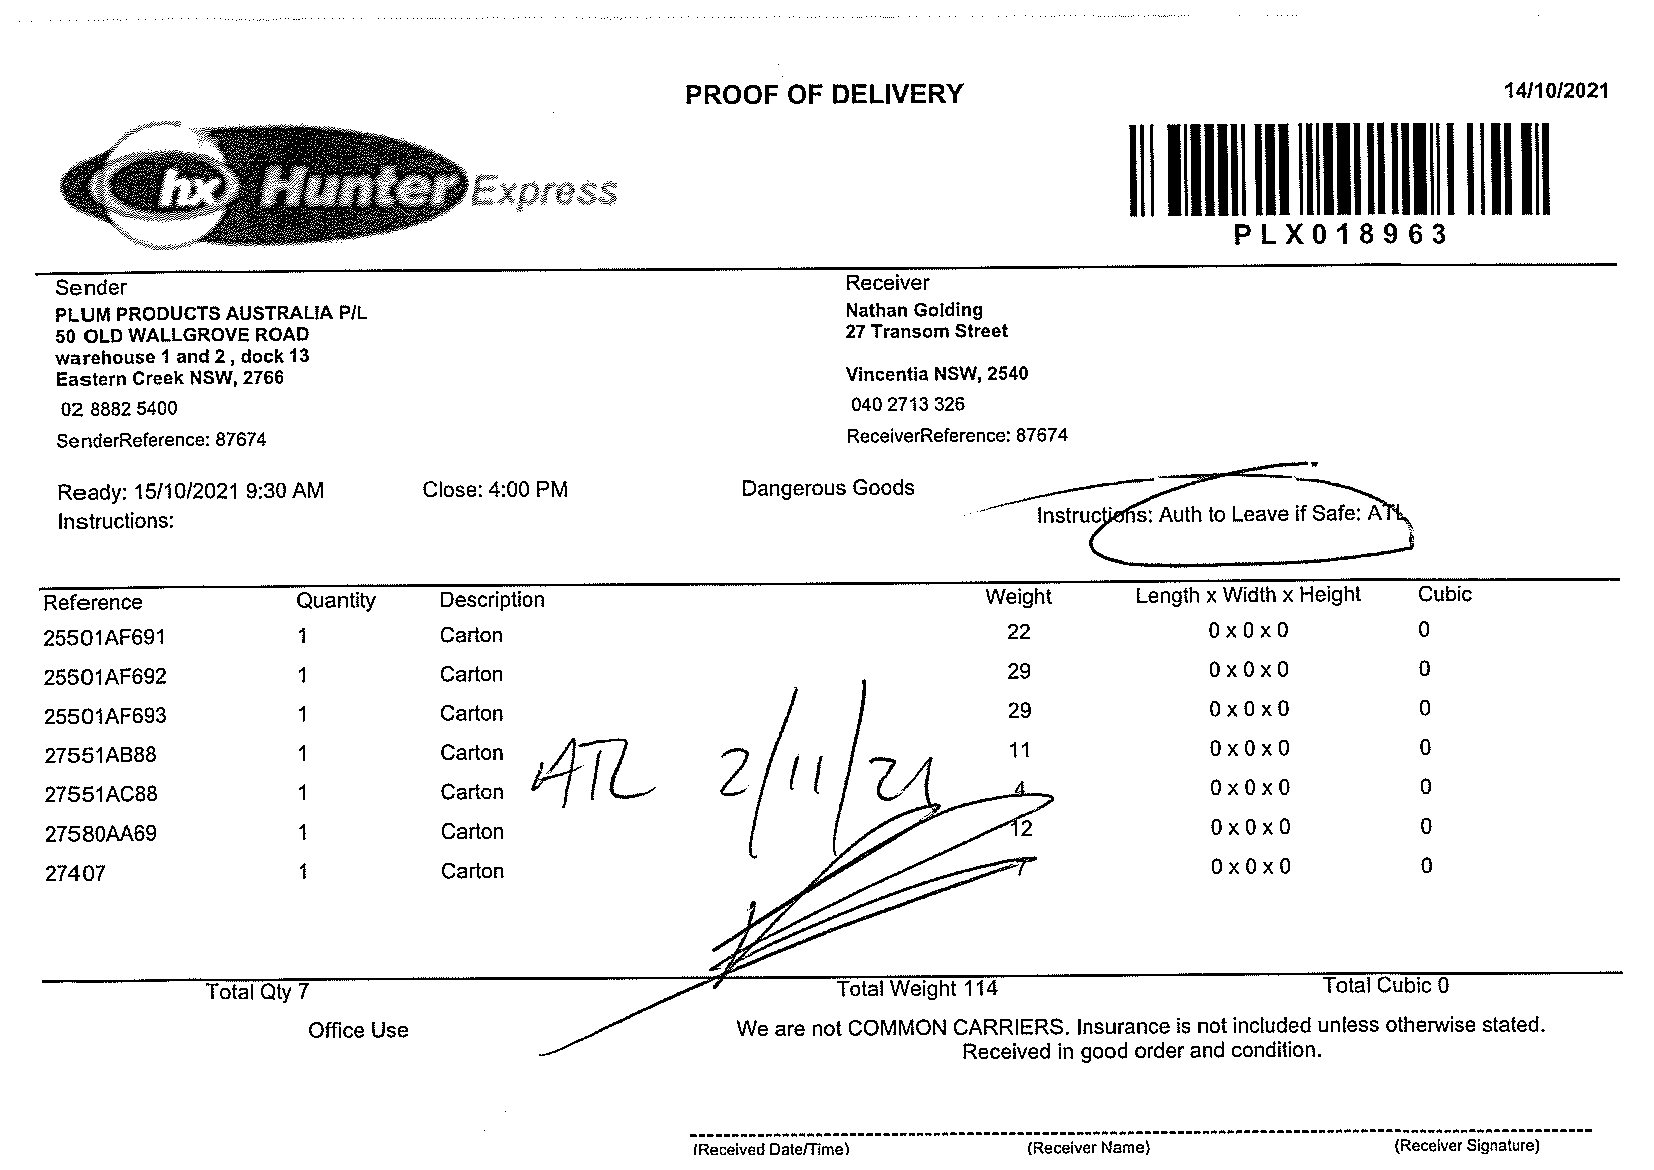 PROOF OF DELIVERY
14/10/2021
hx Hunter Express
PLX018963
Sender
PLUM PRODUCTS AUSTRALIA P/L
50 OLD WALLGROVE ROAD
warehouse 1 and 2 , dock 13
Eastern Creek NSW, 2766
02 8882 5400
SenderReference: 87674
Receiver
Nathan Golding
27 Transom Street
Vincentia NSW, 2540
040 2713 326
ReceiverReference: 87674
Ready: 15/10/2021 9:30 AM Close: 4:00 PM Dangerous Goods
Instructions:
Instructions: Auth to Leave if Safe: ATL
Reference Quantity Description Weight Length x Width x Height Cubic
25501AF691 1 Carton 22 0 x 0 x 0 0
25501AF692 1 Carton 29 0 x 0 x 0 0
25501AF693 1 Carton 29 0 x 0 x 0 0
27551AB88 1 Carton 11 0 x 0 x 0 0
27551AC88 1 Carton 4 0 x 0 x 0 0
27580AA69 1 Carton 12 0 x 0 x 0 0
27407 1 Carton 7 0 x 0 x 0 0
ATL 2/11/21
Total Qty 7 Total Weight 114 Total Cubic 0
Office Use
We are not COMMON CARRIERS. Insurance is not included unless otherwise stated.
Received in good order and condition.
(Received Date/Time) (Receiver Name) (Receiver Signature)